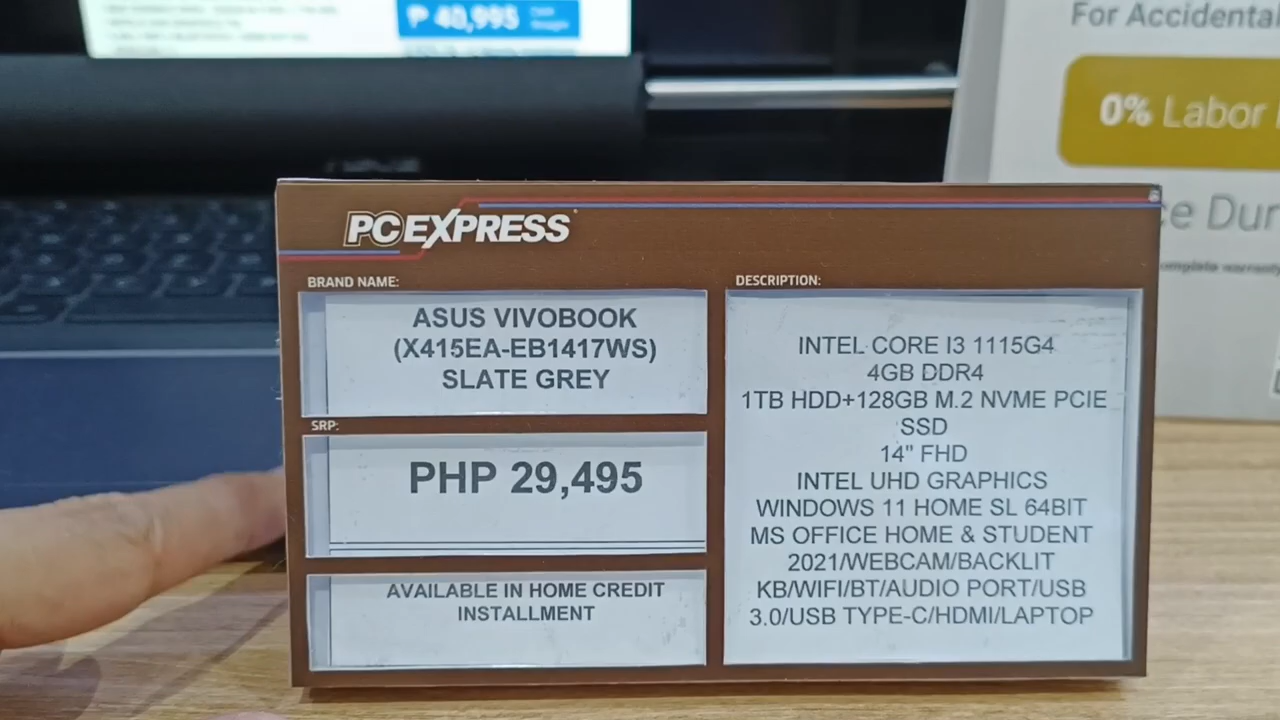 ₱ 40,995
For Accidental
0% Labor
PCEXPRESS
BRAND NAME:
ASUS VIVOBOOK
(X415EA-EB1417WS)
SLATE GREY
SRP:
PHP 29,495
AVAILABLE IN HOME CREDIT
INSTALLMENT
DESCRIPTION:
INTEL CORE I3 1115G4
4GB DDR4
1TB HDD+128GB M.2 NVME PCIE
SSD
14" FHD
INTEL UHD GRAPHICS
WINDOWS 11 HOME SL 64BIT
MS OFFICE HOME & STUDENT
2021/WEBCAM/BACKLIT
KB/WIFI/BT/AUDIO PORT/USB
3.0/USB TYPE-C/HDMI/LAPTOP